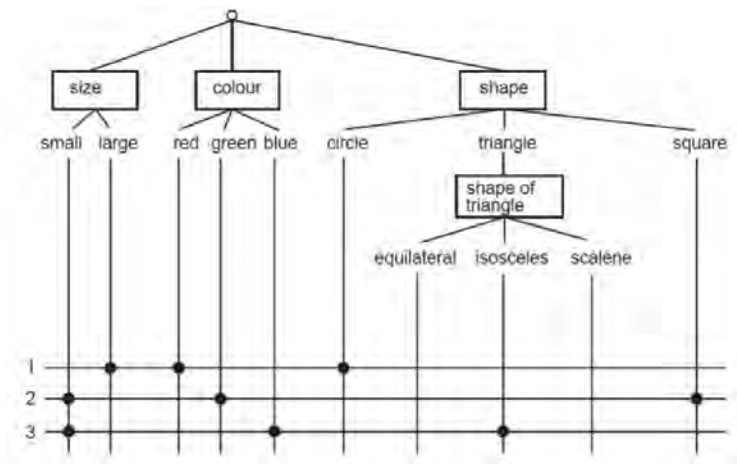 size colour shape
small large red green blue circle triangle square
shape of
triangle
equilateral isosceles scalene
1
2
3